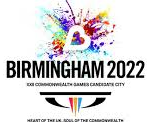 BIRMINGHAM 2022
XXII COMMONWEALTH GAMES CANDIDATE CITY
HEART OF THE UK, SOUL OF THE COMMONWEALTH